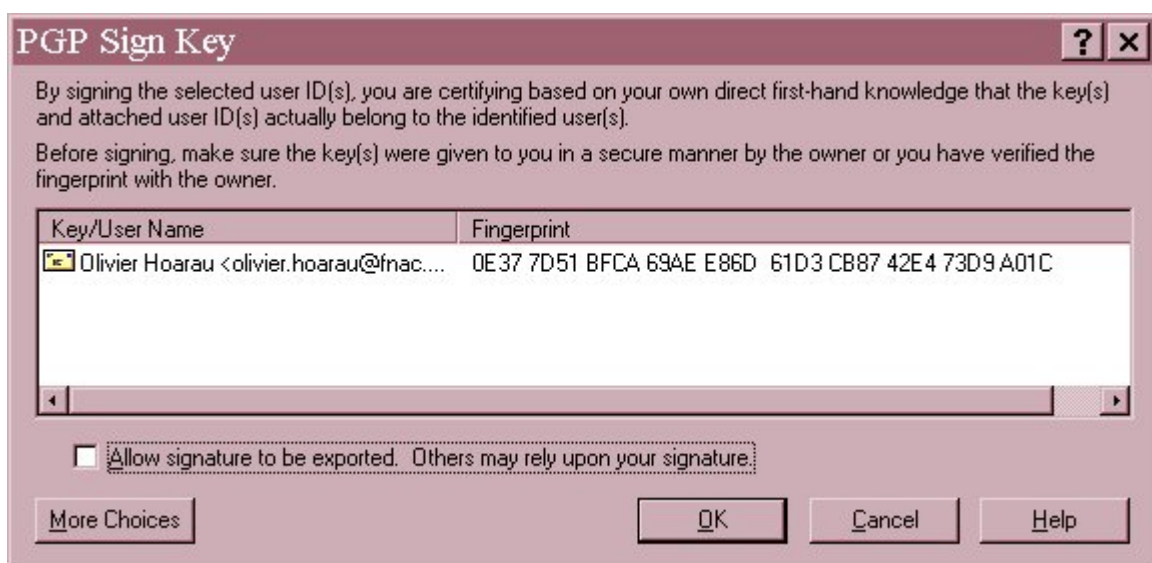 PGP Sign Key
By signing the selected user ID(s), you are certifying based on your own direct first-hand knowledge that the key(s)
and attached user ID(s) actually belong to the identified user(s).
Before signing, make sure the key(s) were given to you in a secure manner by the owner or you have verified the
fingerprint with the owner.
Key/User Name Fingerprint
Olivier Hoarau <olivier.hoarau@fnac.... 0E37 7D51 BFCA 69AE E86D 61D3 CB87 42E4 73D9 A01C
Allow signature to be exported. Others may rely upon your signature.
More Choices OK Cancel Help